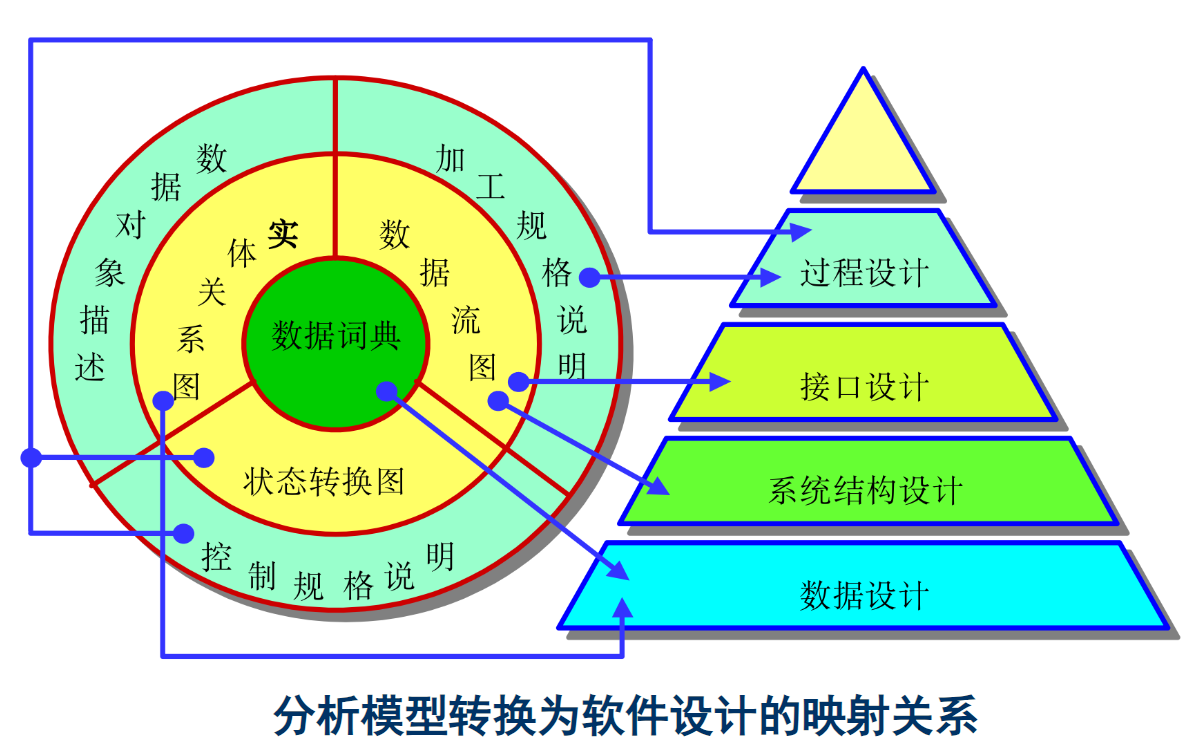 数据对象描述
实体关系图
数据词典
数据流图
加工规格说明
状态转换图
控制规格说明
过程设计
接口设计
系统结构设计
数据设计
分析模型转换为软件设计的映射关系